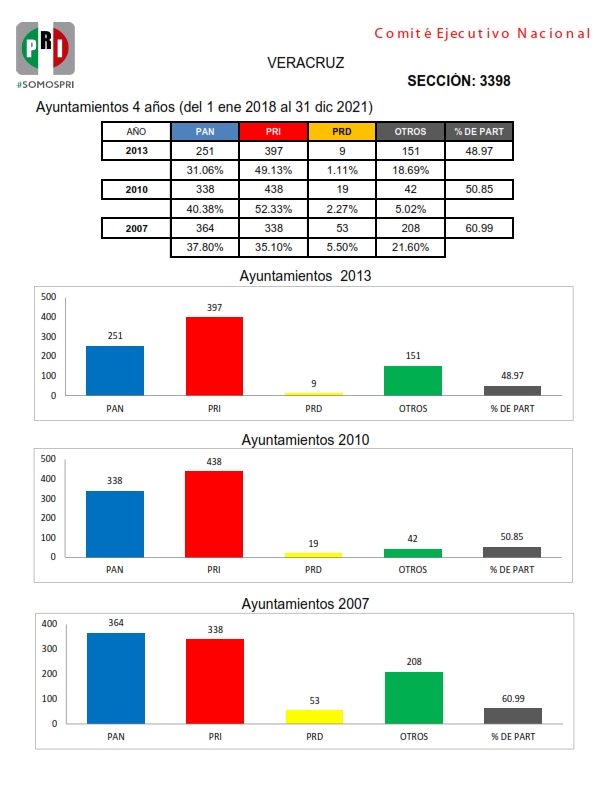 Comité Ejecutivo Nacional
PRI
#SOMOSPRI
VERACRUZ
SECCIÓN: 3398
Ayuntamientos 4 años (del 1 ene 2018 al 31 dic 2021)
AÑO PAN PRI PRD OTROS % DE PART
2013 251 397 9 151 48.97
31.06% 49.13% 1.11% 18.69%
2010 338 438 19 42 50.85
40.38% 52.33% 2.27% 5.02%
2007 364 338 53 208 60.99
37.80% 35.10% 5.50% 21.60%
Ayuntamientos 2013
500
400
300
200
100
0
251 397 9 151 48.97
PAN PRI PRD OTROS % DE PART
Ayuntamientos 2010
500
400
300
200
100
0
338 438 19 42 50.85
PAN PRI PRD OTROS % DE PART
Ayuntamientos 2007
400
300
200
100
0
364 338 53 208 60.99
PAN PRI PRD OTROS % DE PART